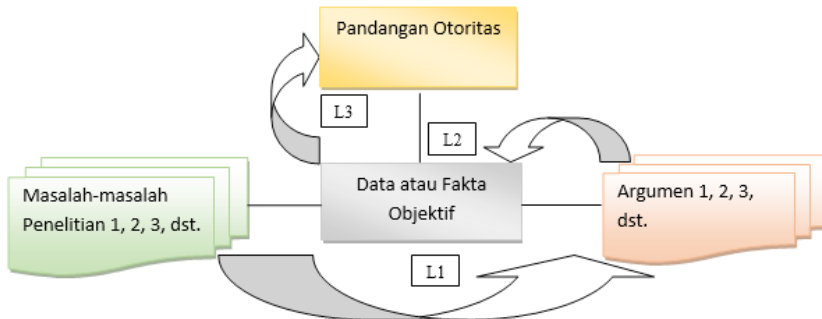 Pandangan Otoritas
L3
L2
Masalah-masalah
Penelitian 1, 2, 3, dst.
Data atau Fakta
Objektif
Argumen 1, 2, 3,
dst.
L1